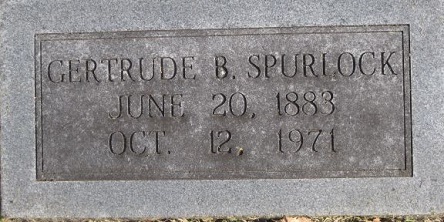 GERTRUDE B. SPURLOCK
JUNE 20, 1883
OCT. 12, 1971